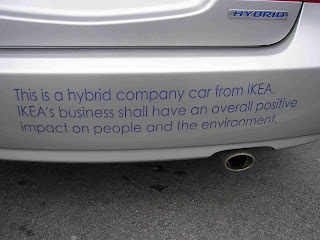 HYBRID
This is a hybrid company car from IKEA.
IKEA's business shall have an overall positive
impact on people and the environment.